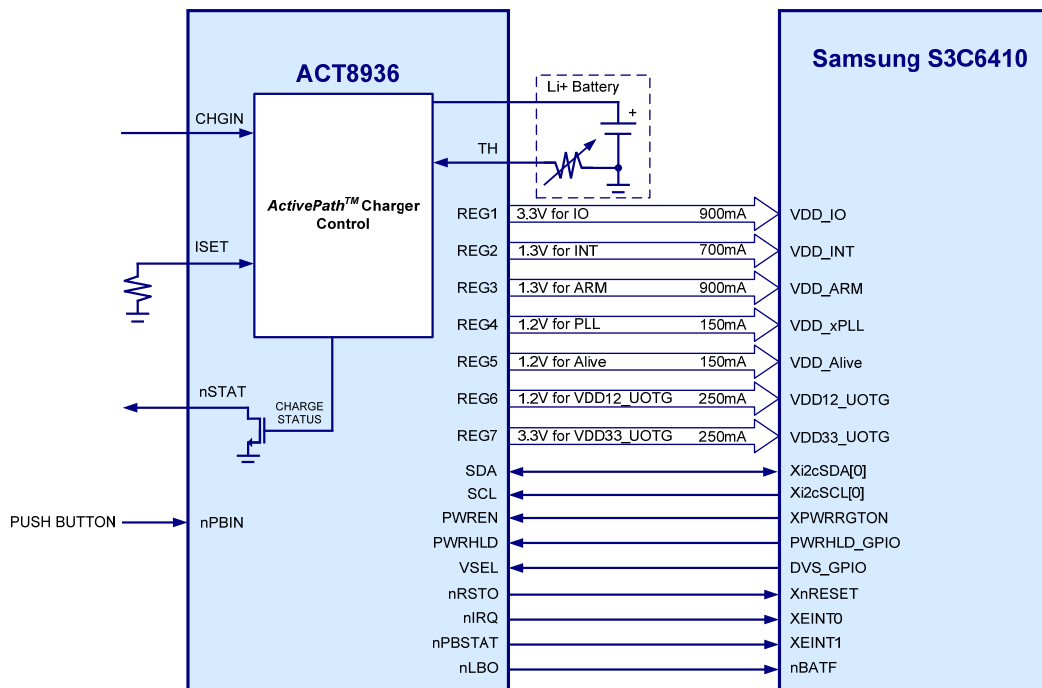 ACT8936
Samsung S3C6410
Li+ Battery
+
CHGIN
TH
ActivePath™ Charger
Control
ISET
REG1 3.3V for IO 900mA VDD_IO
REG2 1.3V for INT 700mA VDD_INT
REG3 1.3V for ARM 900mA VDD_ARM
REG4 1.2V for PLL 150mA VDD_xPLL
REG5 1.2V for Alive 150mA VDD_Alive
REG6 1.2V for VDD12_UOTG 250mA VDD12_UOTG
REG7 3.3V for VDD33_UOTG 250mA VDD33_UOTG
nSTAT
CHARGE
STATUS
SDA Xi2cSDA[0]
SCL Xi2cSCL[0]
PUSH BUTTON nPBIN
PWREN XPWRRGTON
PWRHLD PWRHLD_GPIO
VSEL DVS_GPIO
nRSTO XnRESET
nIRQ XEINT0
nPBSTAT XEINT1
nLBO nBATF